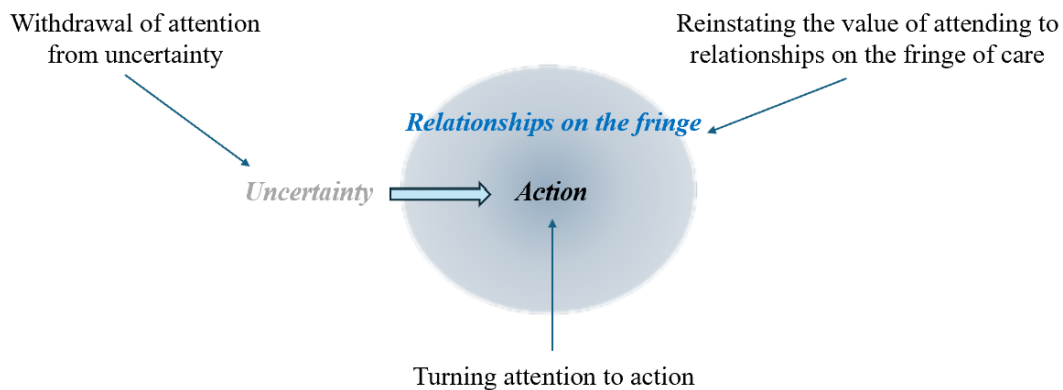 Withdrawal of attention
from uncertainty
Reinstating the value of attending to
relationships on the fringe of care
Relationships on the fringe
Uncertainty
Action
Turning attention to action